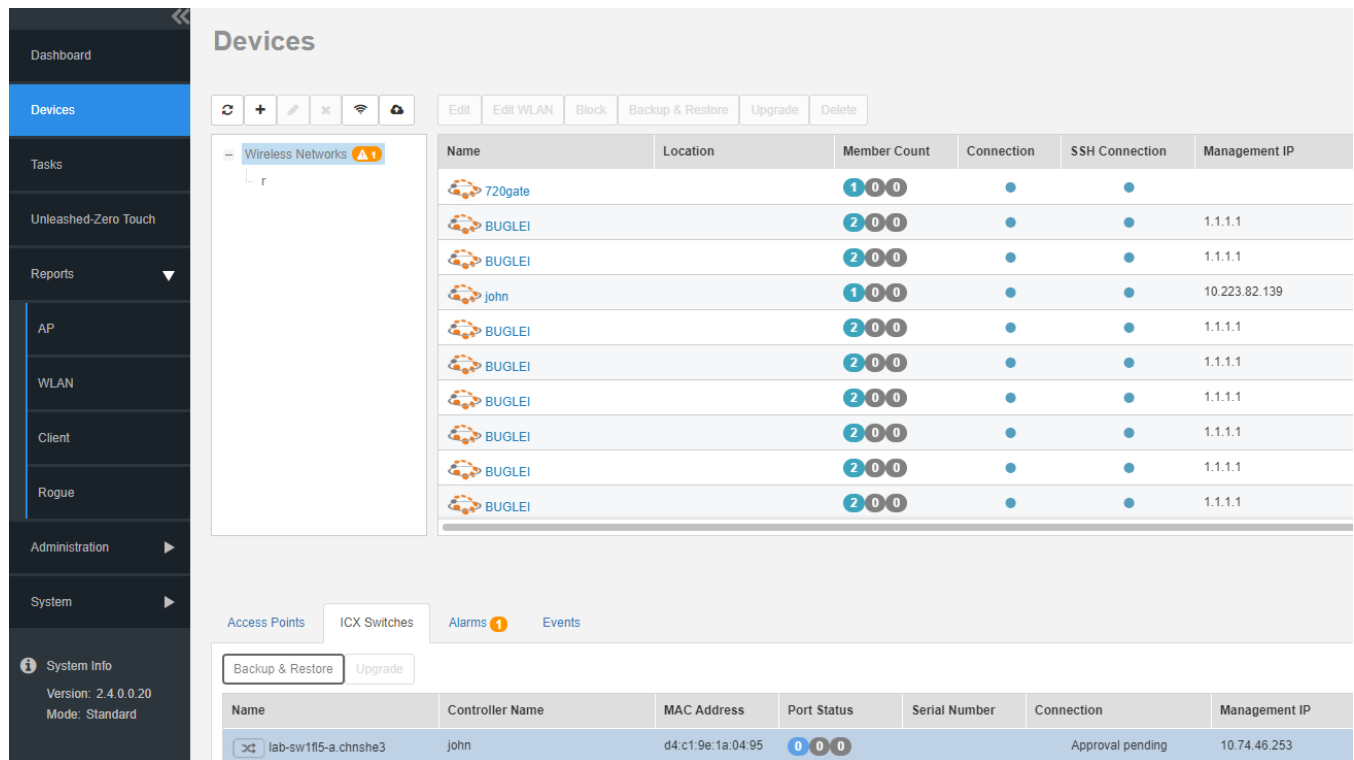 Devices
Dashboard
Devices
Tasks
Unleashed-Zero Touch
Reports
AP
WLAN
Client
Rogue
Administration
System
System Info
Version: 2.4.0.0.20
Mode: Standard
Edit Edit WLAN Block Backup & Restore Upgrade Delete
Wireless Networks 1
r
Name Location Member Count Connection SSH Connection Management IP
720gate 1 0 0
BUGLEI 2 0 0 1.1.1.1
BUGLEI 2 0 0 1.1.1.1
john 1 0 0 10.223.82.139
BUGLEI 2 0 0 1.1.1.1
BUGLEI 2 0 0 1.1.1.1
BUGLEI 2 0 0 1.1.1.1
BUGLEI 2 0 0 1.1.1.1
BUGLEI 2 0 0 1.1.1.1
BUGLEI 2 0 0 1.1.1.1
Access Points ICX Switches Alarms 1 Events
Backup & Restore Upgrade
Name Controller Name MAC Address Port Status Serial Number Connection Management IP
lab-sw1fl5-a.chnshe3 john d4:c1:9e:1a:04:95 0 0 0 Approval pending 10.74.46.253